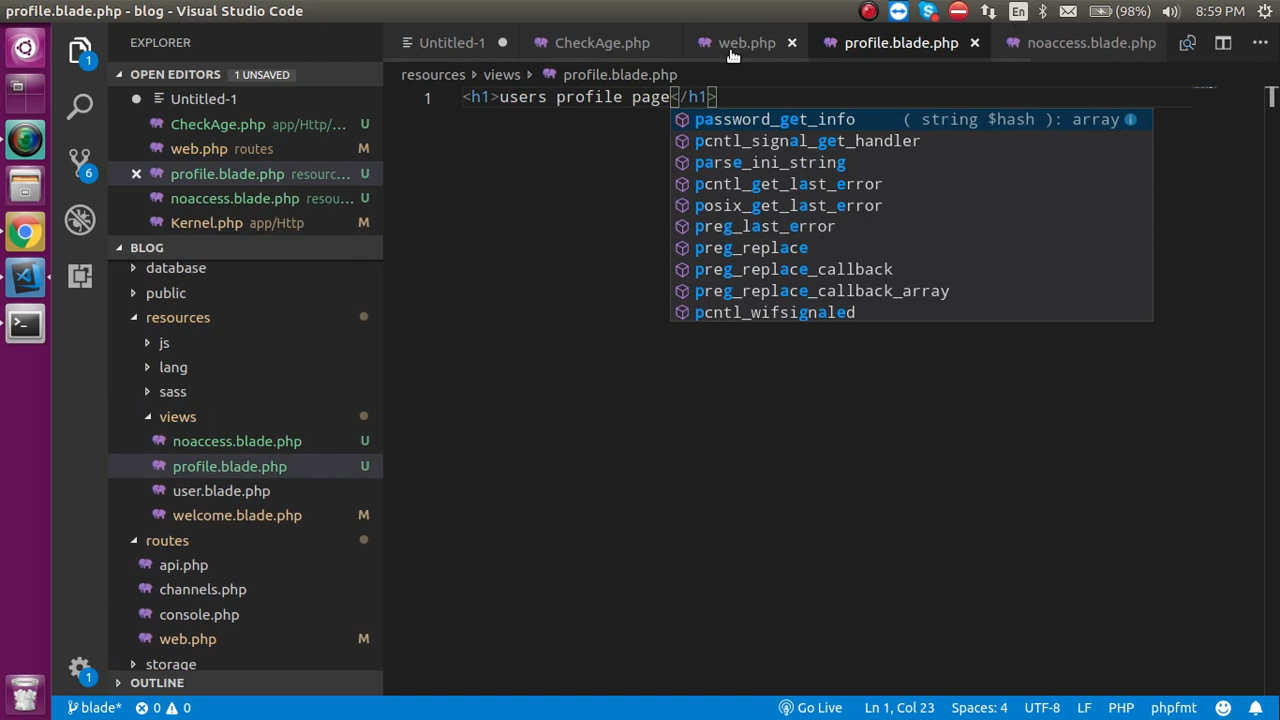 profile.blade.php - blog - Visual Studio Code
En
(98%)
8:59 PM
EXPLORER
Untitled-1
CheckAge.php
web.php
profile.blade.php
noaccess.blade.php
OPEN EDITORS
1 UNSAVED
resources
views
profile.blade.php
Untitled-1
1
<h1>users profile page</h1>
CheckAge.php app/Http/... U
password_get_info ( string $hash ): array
web.php routes U
pcntl_signal_get_handler
profile.blade.php resourc... U
parse_ini_string
noaccess.blade.php resou... U
pcntl_get_last_error
Kernel.php app/Http M
posix_get_last_error
preg_last_error
BLOG
preg_replace
database
preg_replace_callback
public
preg_replace_callback_array
resources
pcntl_wifsignaled
js
lang
sass
views
noaccess.blade.php U
profile.blade.php U
user.blade.php
welcome.blade.php M
routes
api.php
channels.php
console.php
web.php M
storage
OUTLINE
1
6
1
blade*
0
0
Go Live
Ln 1, Col 23
Spaces: 4
UTF-8
LF
PHP
phpfmt